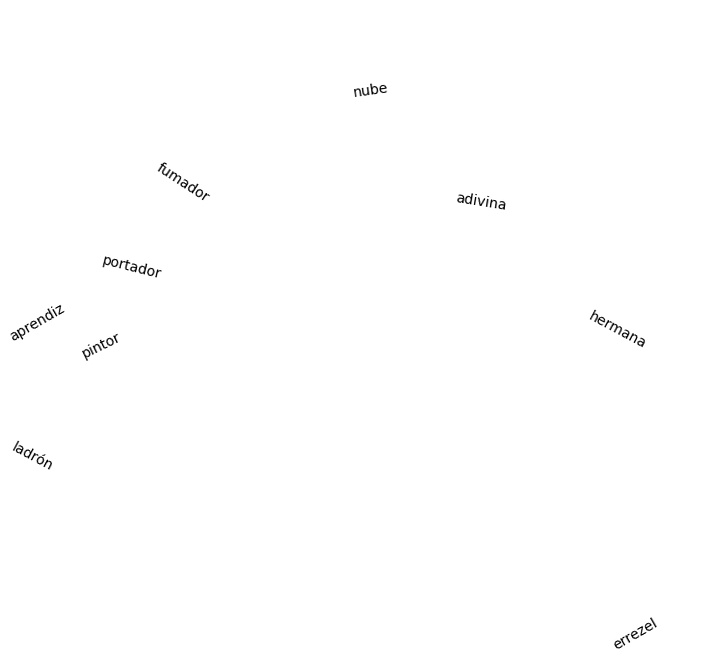 nube
fumador
adivina
portador
aprendiz
hermana
pintor
ladrón
errezel